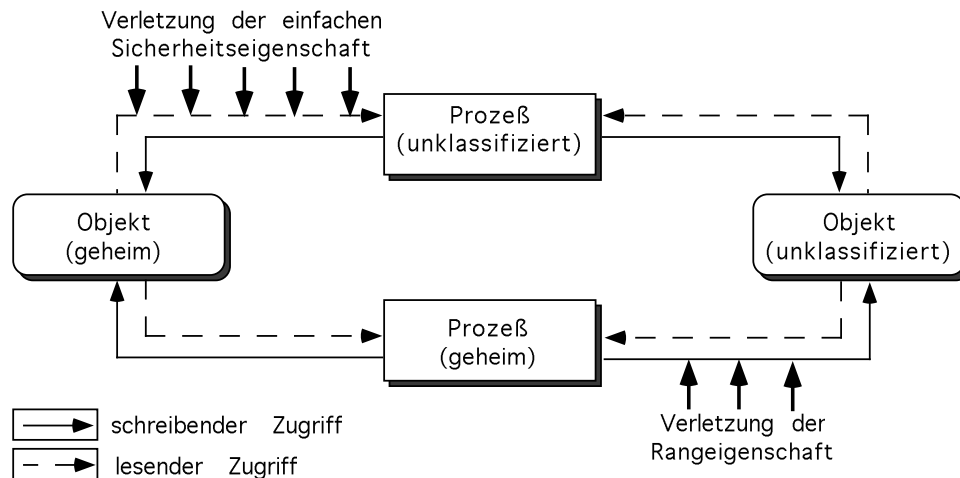 Verletzung der einfachen
Sicherheitseigenschaft
Prozeß
(unklassifiziert)
Objekt
(geheim)
Objekt
(unklassifiziert)
Prozeß
(geheim)
Verletzung der
Rangeigenschaft
schreibender Zugriff
lesender Zugriff